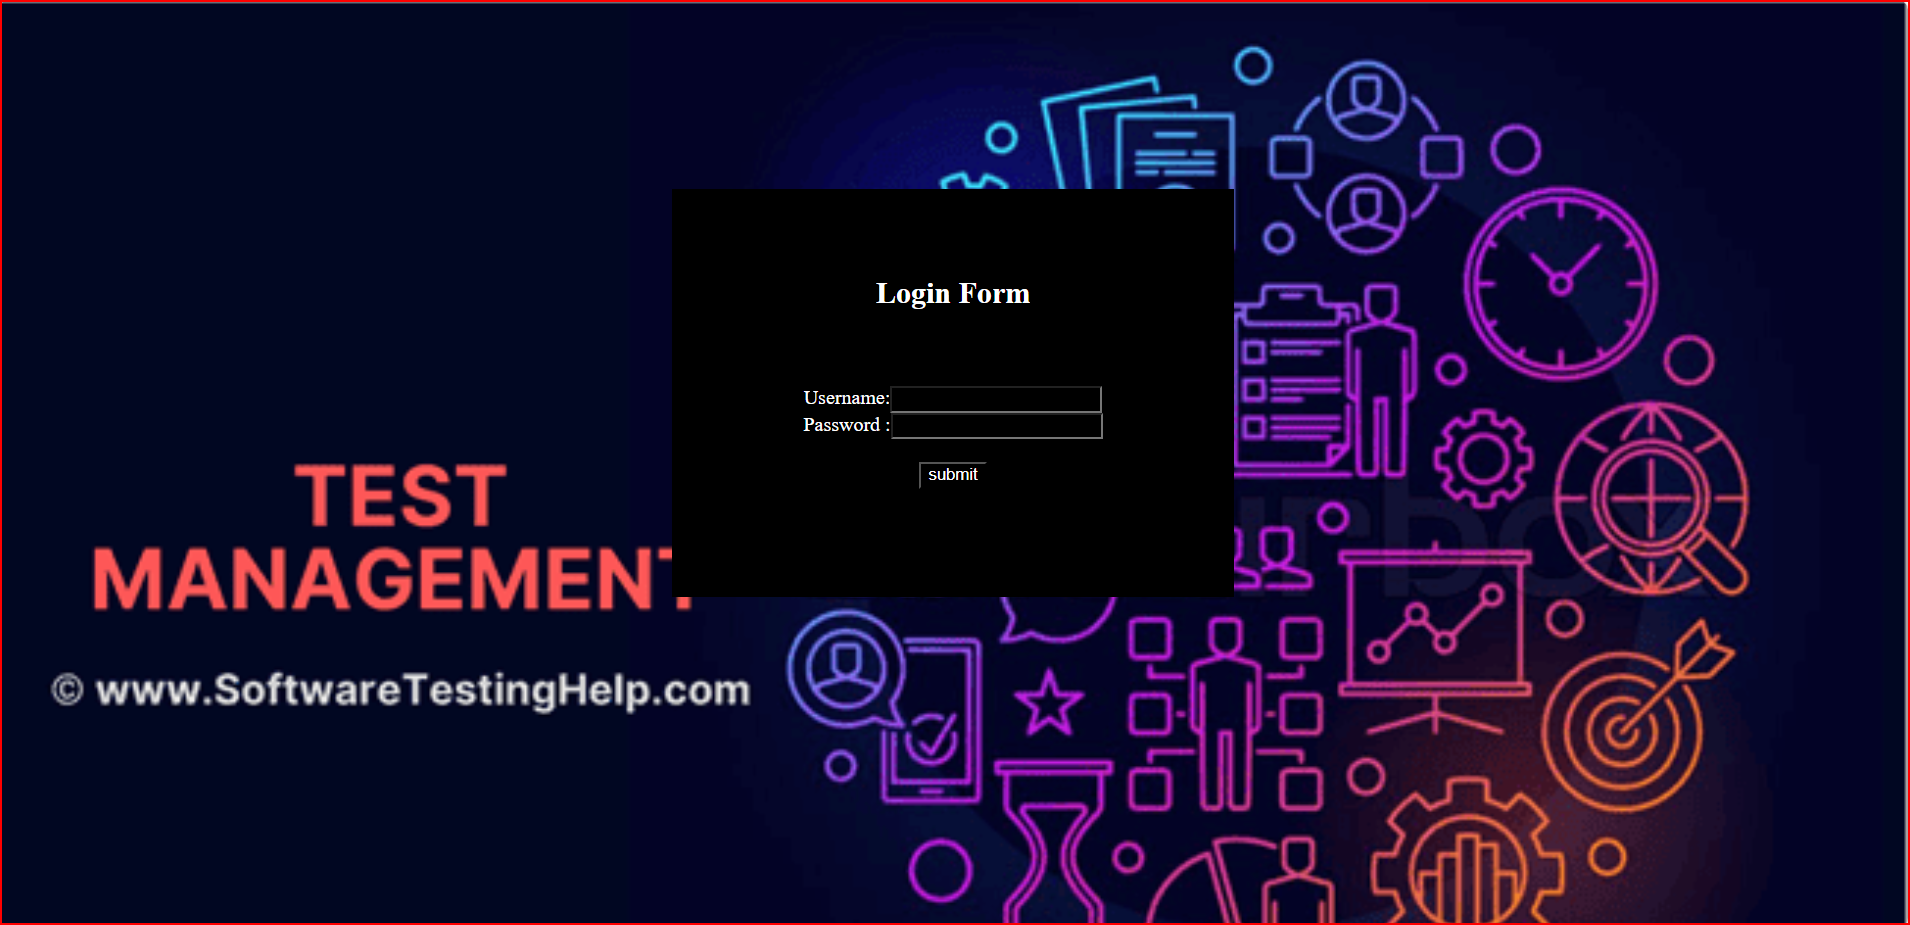 Login Form
Username:
Password :
submit
TEST
MANAGEMENT
© www.SoftwareTestingHelp.com